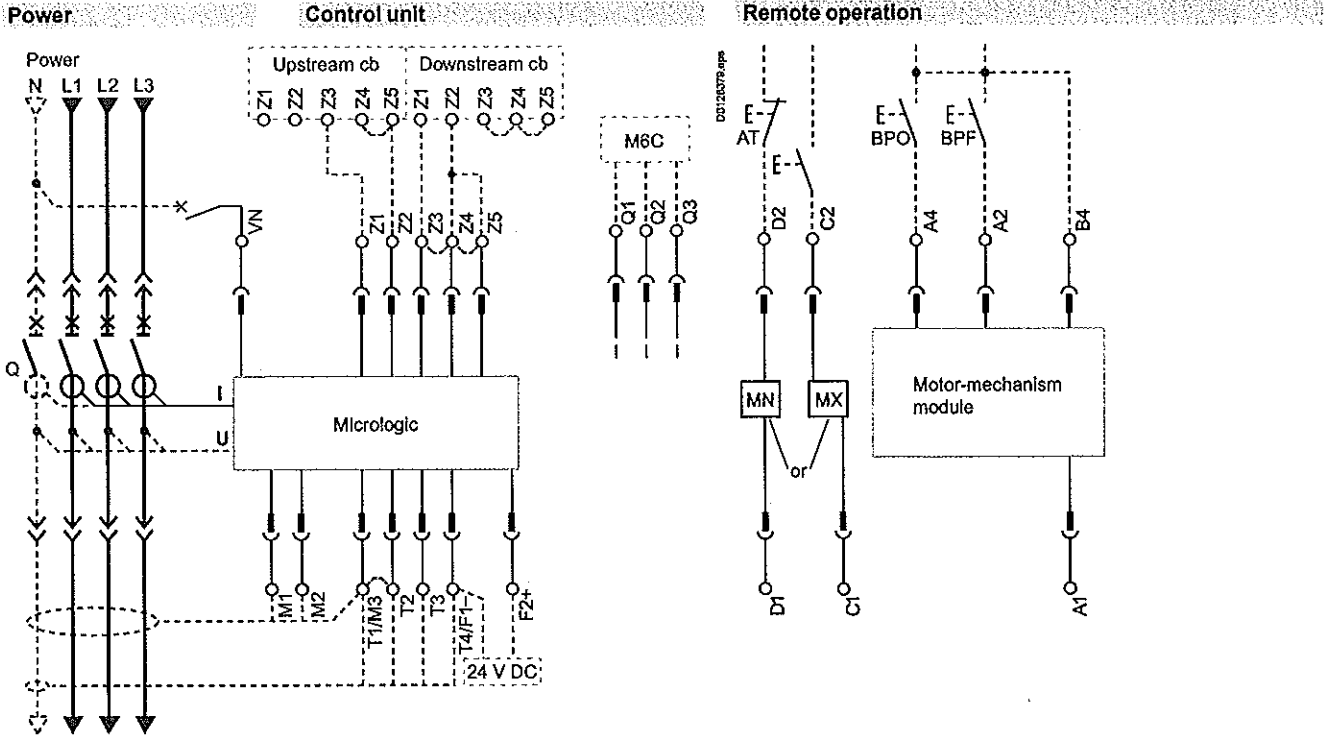 Power
Control unit
Remote operation
Power
N L1 L2 L3
Upstream cb
Downstream cb
Z1 Z2 Z3 Z4 Z5 Z1 Z2 Z3 Z4 Z5
M6C
Q1 Q2 Q3
VN
Z1 Z2 Z3 Z4 Z5
E
AT
E
E
BPO
E
BPF
D2 C2 A4 A2 B4
Q
I
U
Micrologic
MN
MX
or
Motor-mechanism
module
M1 M2 T1/M3 T2 T3 T4/F1– F2+
24 V DC
D1 C1 A1